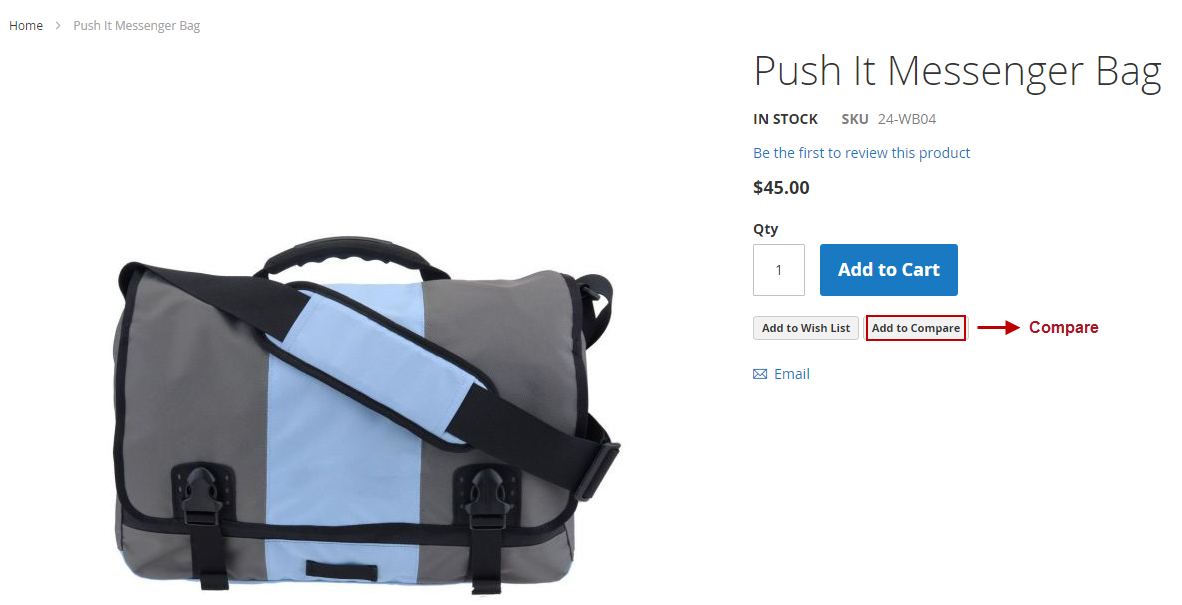 Home > Push It Messenger Bag
Push It Messenger Bag
IN STOCK SKU 24-WB04
Be the first to review this product
$45.00
Qty
1 Add to Cart
Add to Wish List Add to Compare Compare
Email